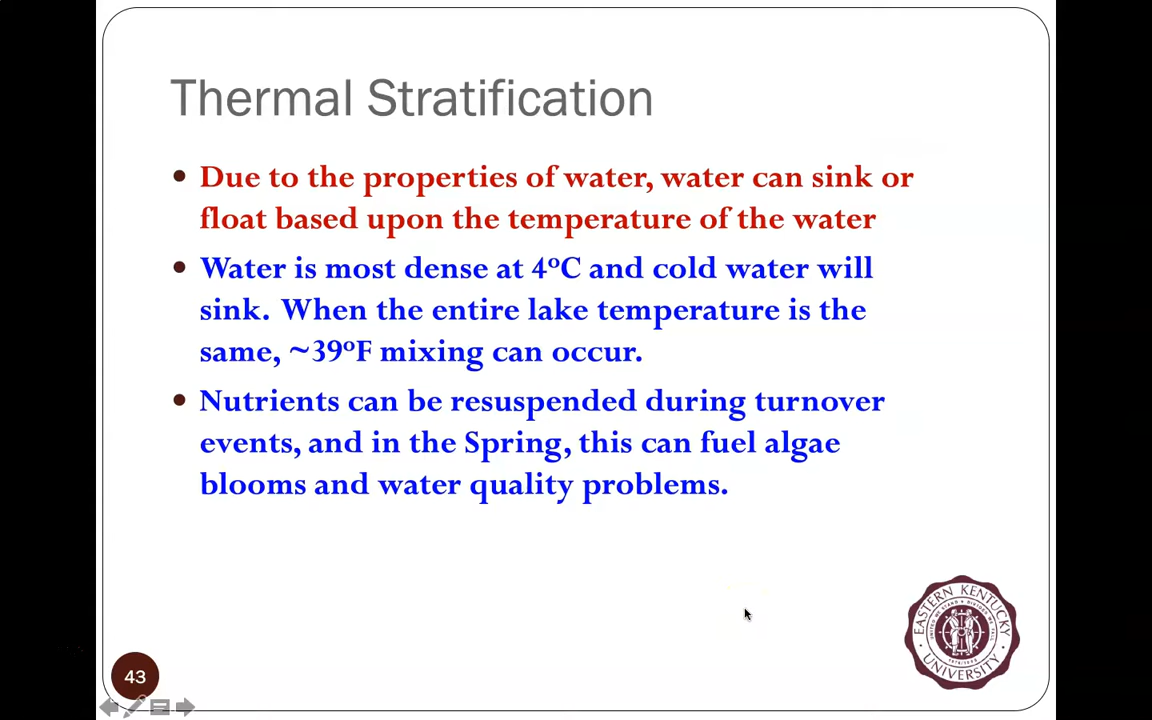 Thermal Stratification
• Due to the properties of water, water can sink or
float based upon the temperature of the water
• Water is most dense at 4ºC and cold water will
sink.  When the entire lake temperature is the
same, ~39ºF mixing can occur.
• Nutrients can be resuspended during turnover
events, and in the Spring, this can fuel algae
blooms and water quality problems.
EASTERN KENTUCKY
UNIVERSITY
43